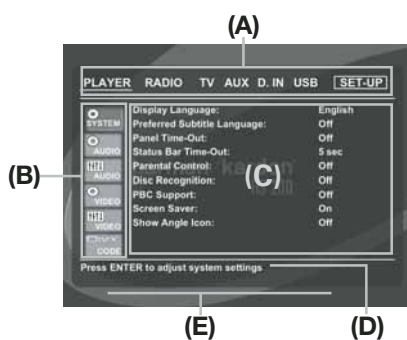 (A)
PLAYER RADIO TV AUX D. IN USB SET-UP
SYSTEM
AUDIO
AUDIO
VIDEO
VIDEO
CODE
Display Language: English
Preferred Subtitle Language: Off
Panel Time-Out: Off
Status Bar Time-Out: 5 sec
Parental Control: Off
Disc Recognition: Off
PBC Support: Off
Screen Saver: On
Show Angle Icon: Off
(B)
(C)
Press ENTER to adjust system settings
(E)
(D)